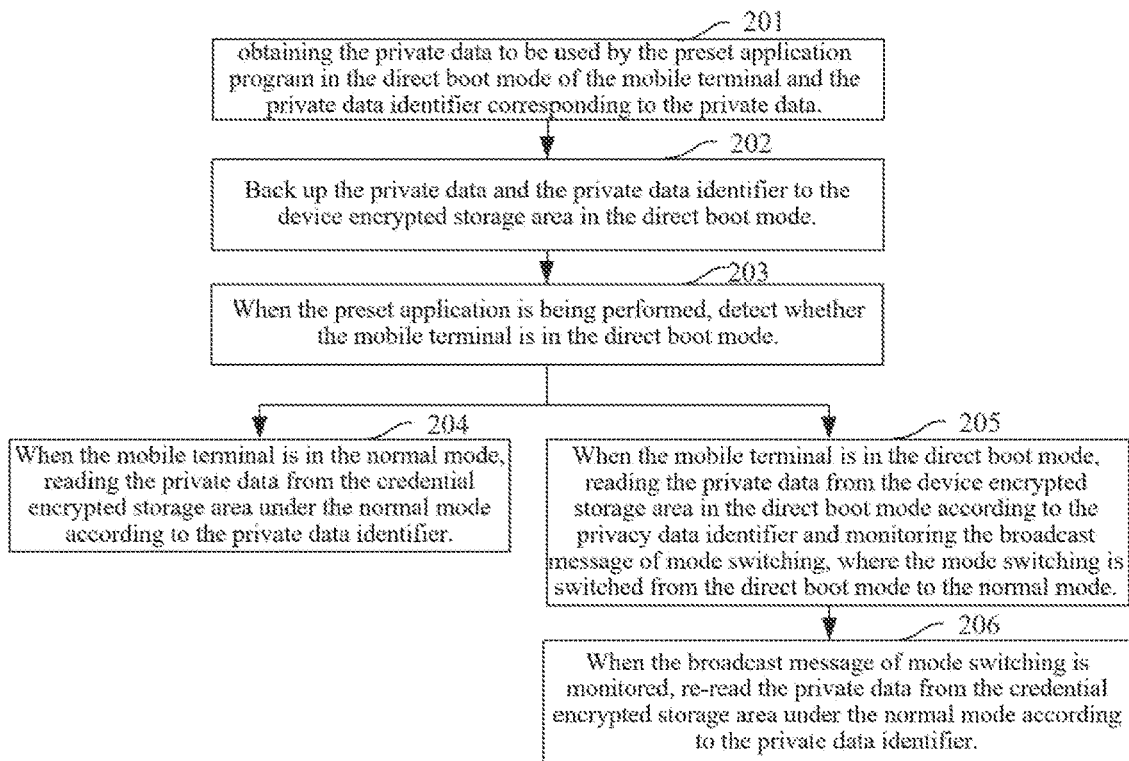 201
obtaining the private data to be used by the preset application
program in the direct boot mode of the mobile terminal and the
private data identifier corresponding to the private data.
202
Back up the private data and the private data identifier to the
device encrypted storage area in the direct boot mode.
203
When the preset application is being performed, detect whether
the mobile terminal is in the direct boot mode.
204
When the mobile terminal is in the normal mode,
reading the private data from the credential
encrypted storage area under the normal mode
according to the private data identifier.
205
When the mobile terminal is in the direct boot mode,
reading the private data from the device encrypted
storage area in the direct boot mode according to the
privacy data identifier and monitoring the broadcast
message of mode switching, where the mode switching is
switched from the direct boot mode to the normal mode.
206
When the broadcast message of mode switching is
monitored, re-read the private data from the credential
encrypted storage area under the normal mode according
to the private data identifier.